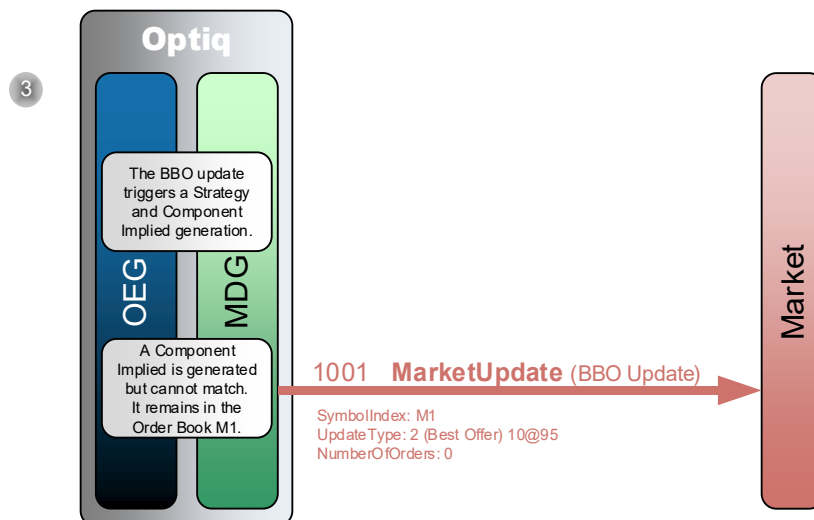 Optiq
3
The BBO update
triggers a Strategy
and Component
Implied generation.
OEG
MDG
Market
A Component
Implied is generated
but cannot match.
It remains in the
Order Book M1.
1001 MarketUpdate (BBO Update)
SymbolIndex: M1
UpdateType: 2 (Best Offer) 10@95
NumberOfOrders: 0